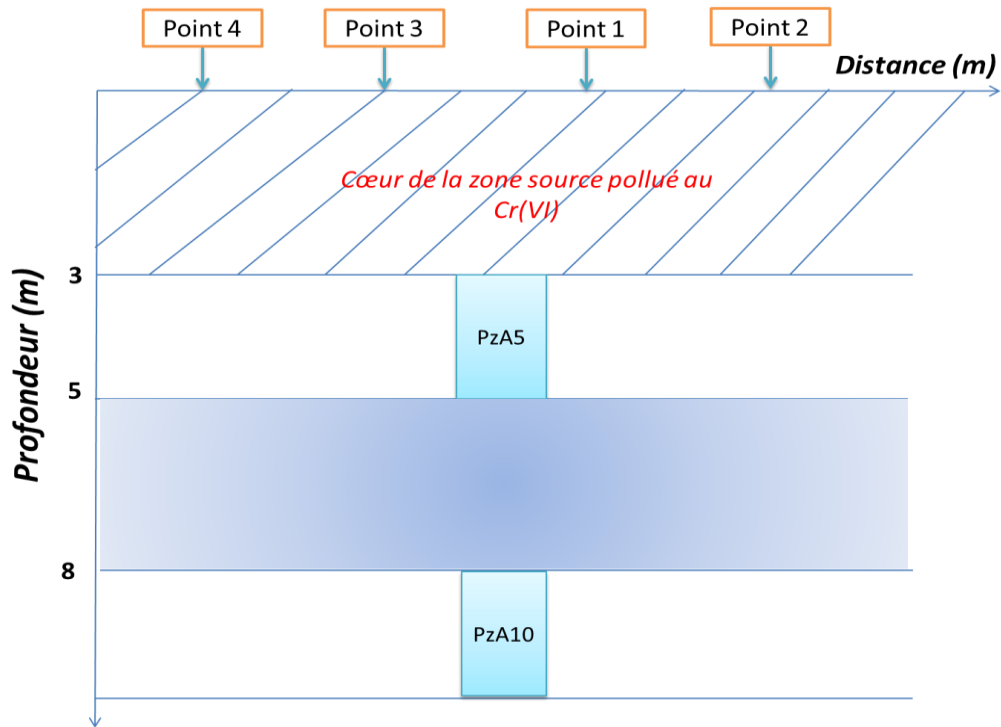 Point 4
Point 3
Point 1
Point 2
Distance (m)
Cœur de la zone source pollué au
Cr(VI)
3
PzA5
5
Profondeur (m)
8
PzA10